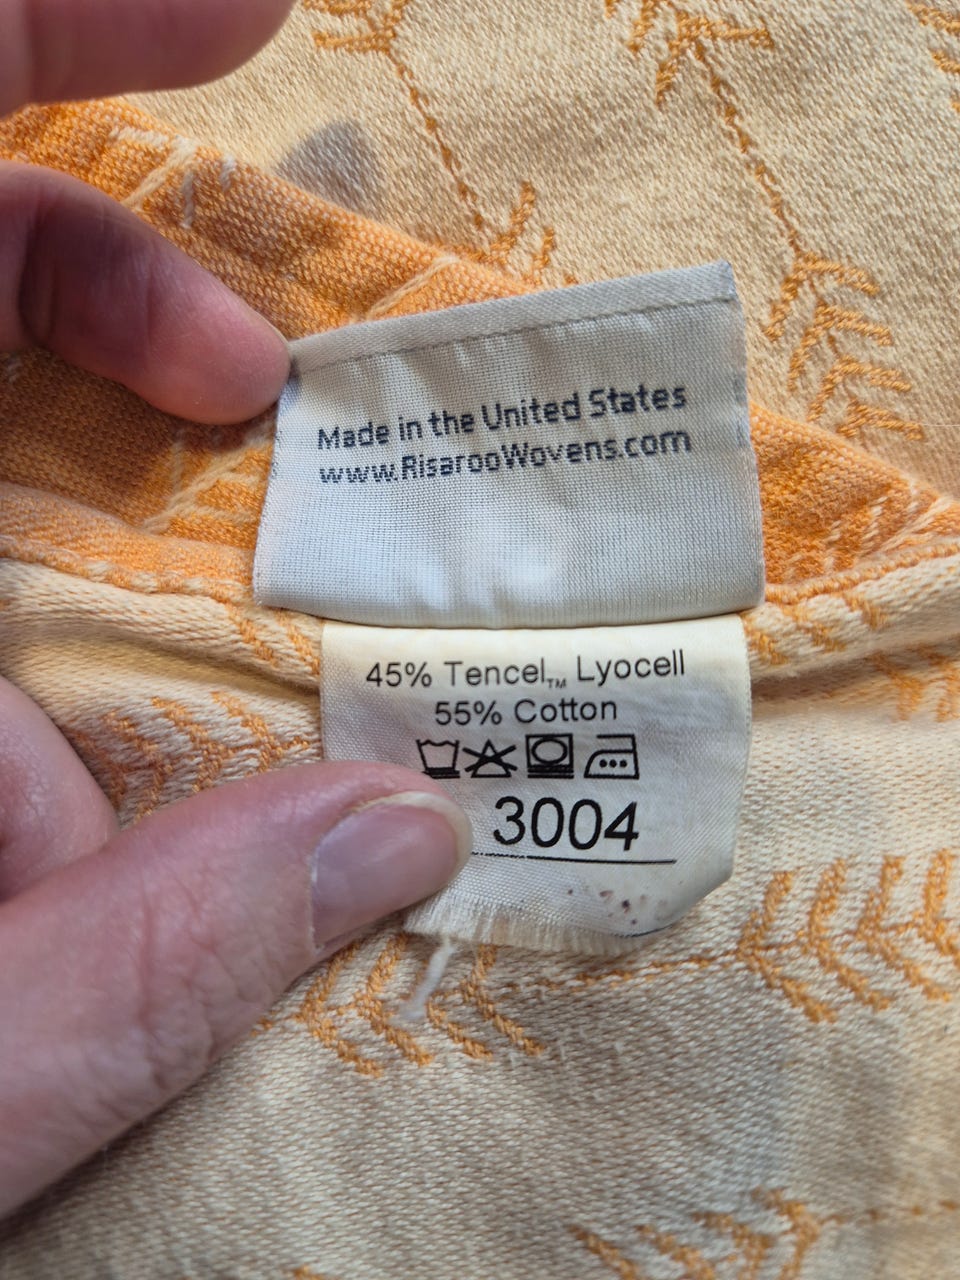 Made in the United States
www.RisarooWovens.com
45% Tencel™ Lyocell
55% Cotton
3004